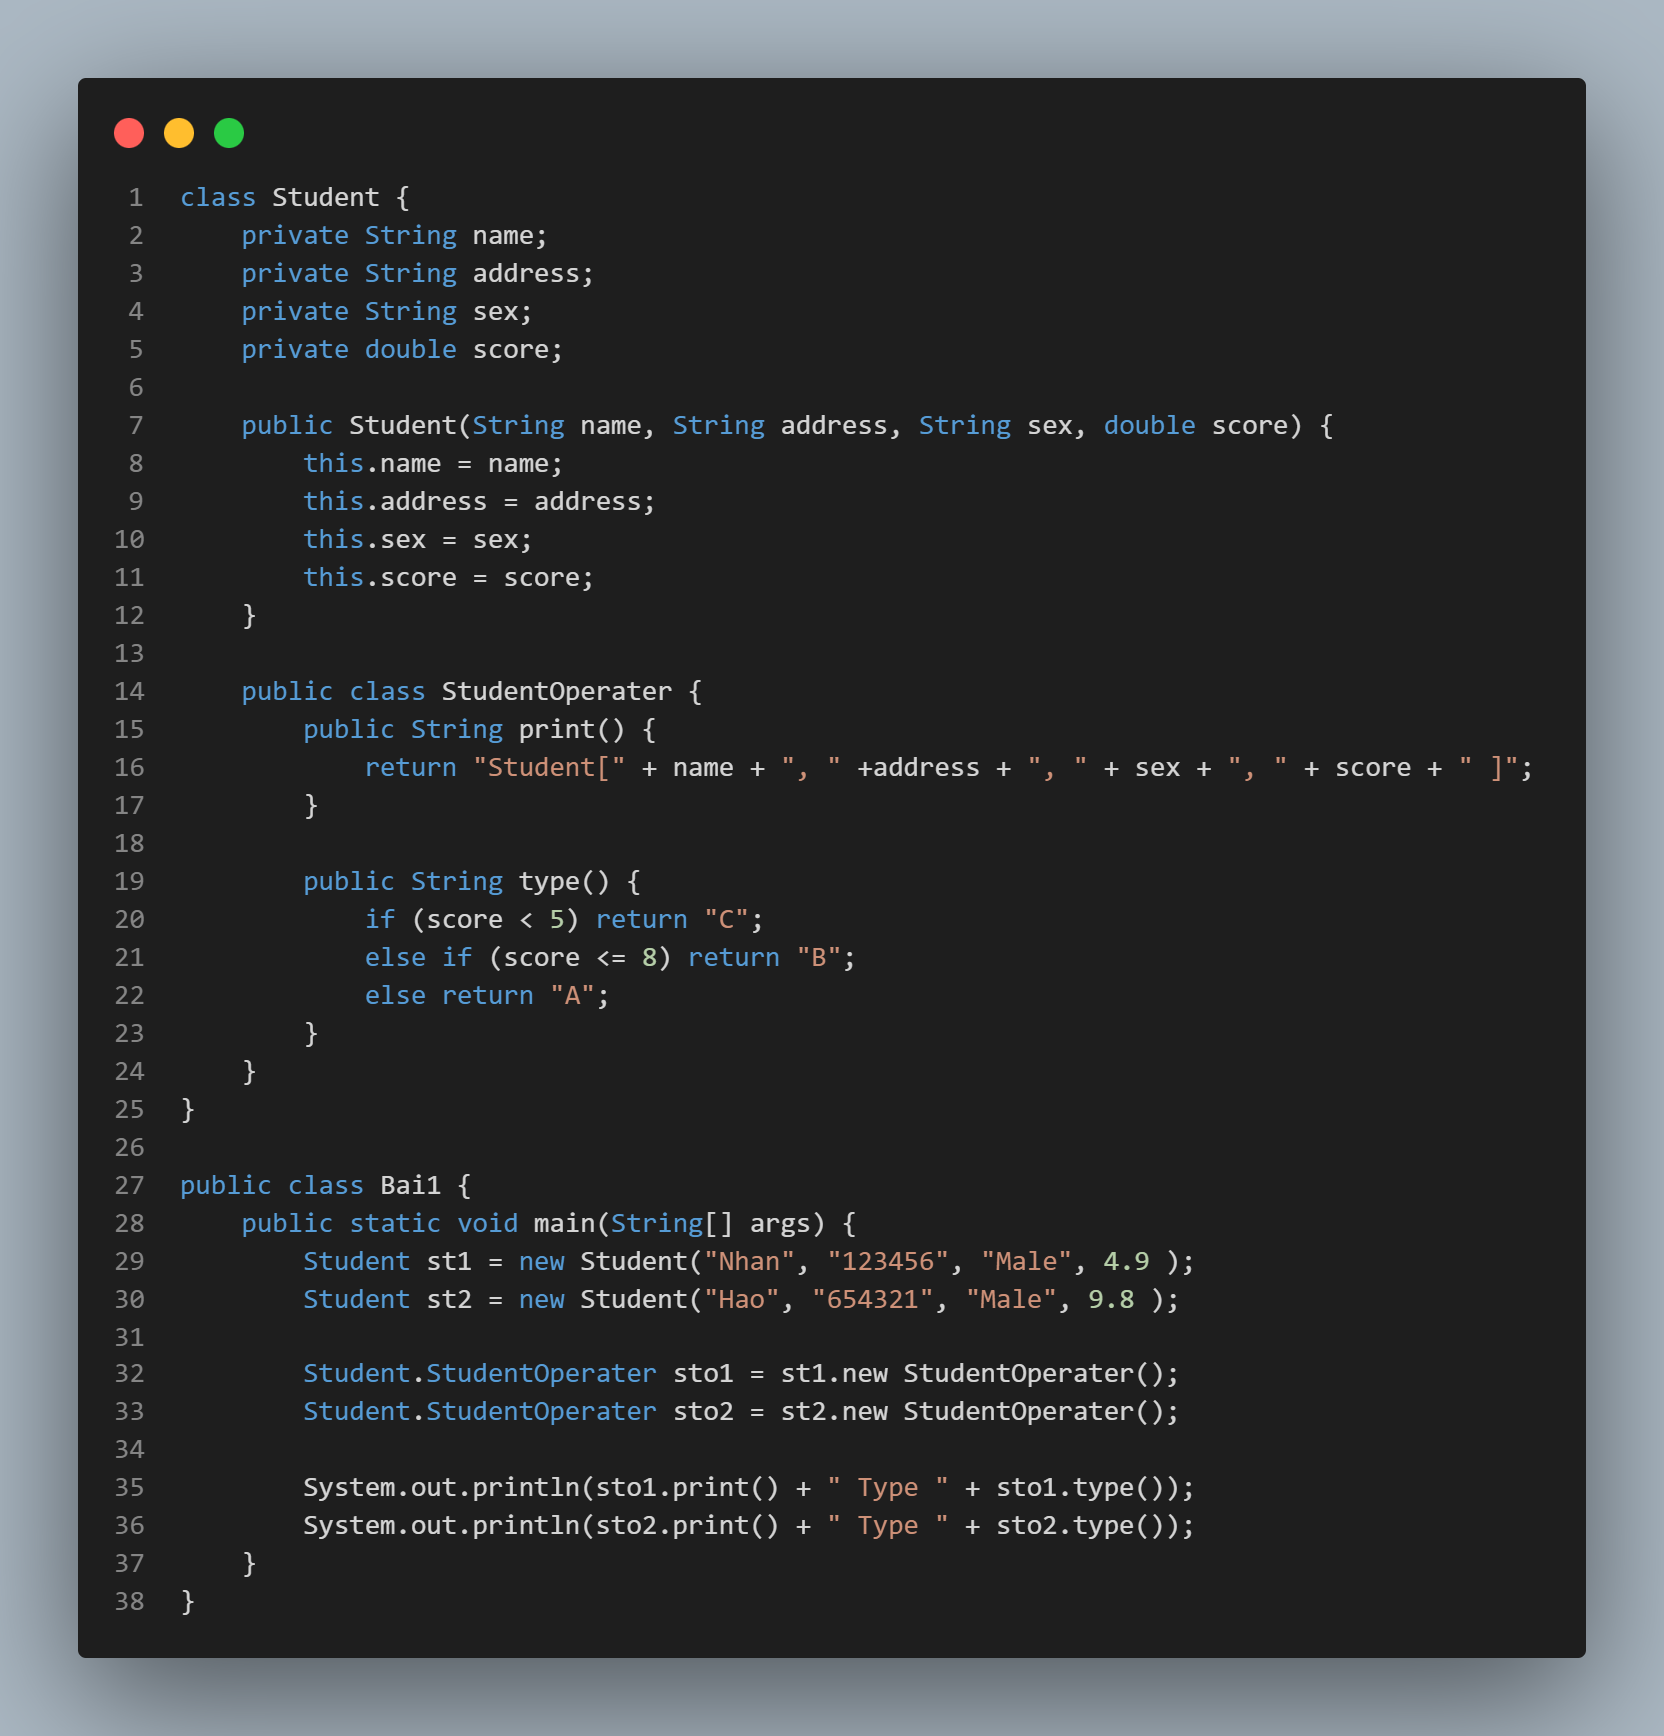 1 class Student {
2     private String name;
3     private String address;
4     private String sex;
5     private double score;
6
7     public Student(String name, String address, String sex, double score) {
8         this.name = name;
9         this.address = address;
10         this.sex = sex;
11         this.score = score;
12     }
13
14     public class StudentOperater {
15         public String print() {
16             return "Student[" + name + ", " +address + ", " + sex + ", " + score + " ]";
17         }
18
19         public String type() {
20             if (score < 5) return "C";
21             else if (score <= 8) return "B";
22             else return "A";
23         }
24     }
25 }
26
27 public class Bai1 {
28     public static void main(String[] args) {
29         Student st1 = new Student("Nhan", "123456", "Male", 4.9 );
30         Student st2 = new Student("Hao", "654321", "Male", 9.8 );
31
32         Student.StudentOperater sto1 = st1.new StudentOperater();
33         Student.StudentOperater sto2 = st2.new StudentOperater();
34
35         System.out.println(sto1.print() + " Type " + sto1.type());
36         System.out.println(sto2.print() + " Type " + sto2.type());
37     }
38 }